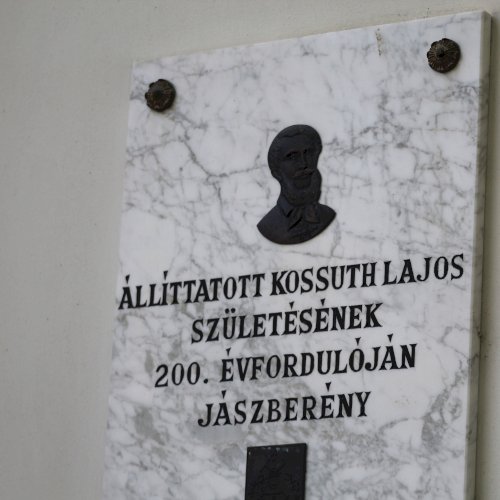 ÁLLÍTTATOTT KOSSUTH LAJOS
SZÜLETÉSÉNEK
200. ÉVFORDULÓJÁN
JÁSZBERÉNY